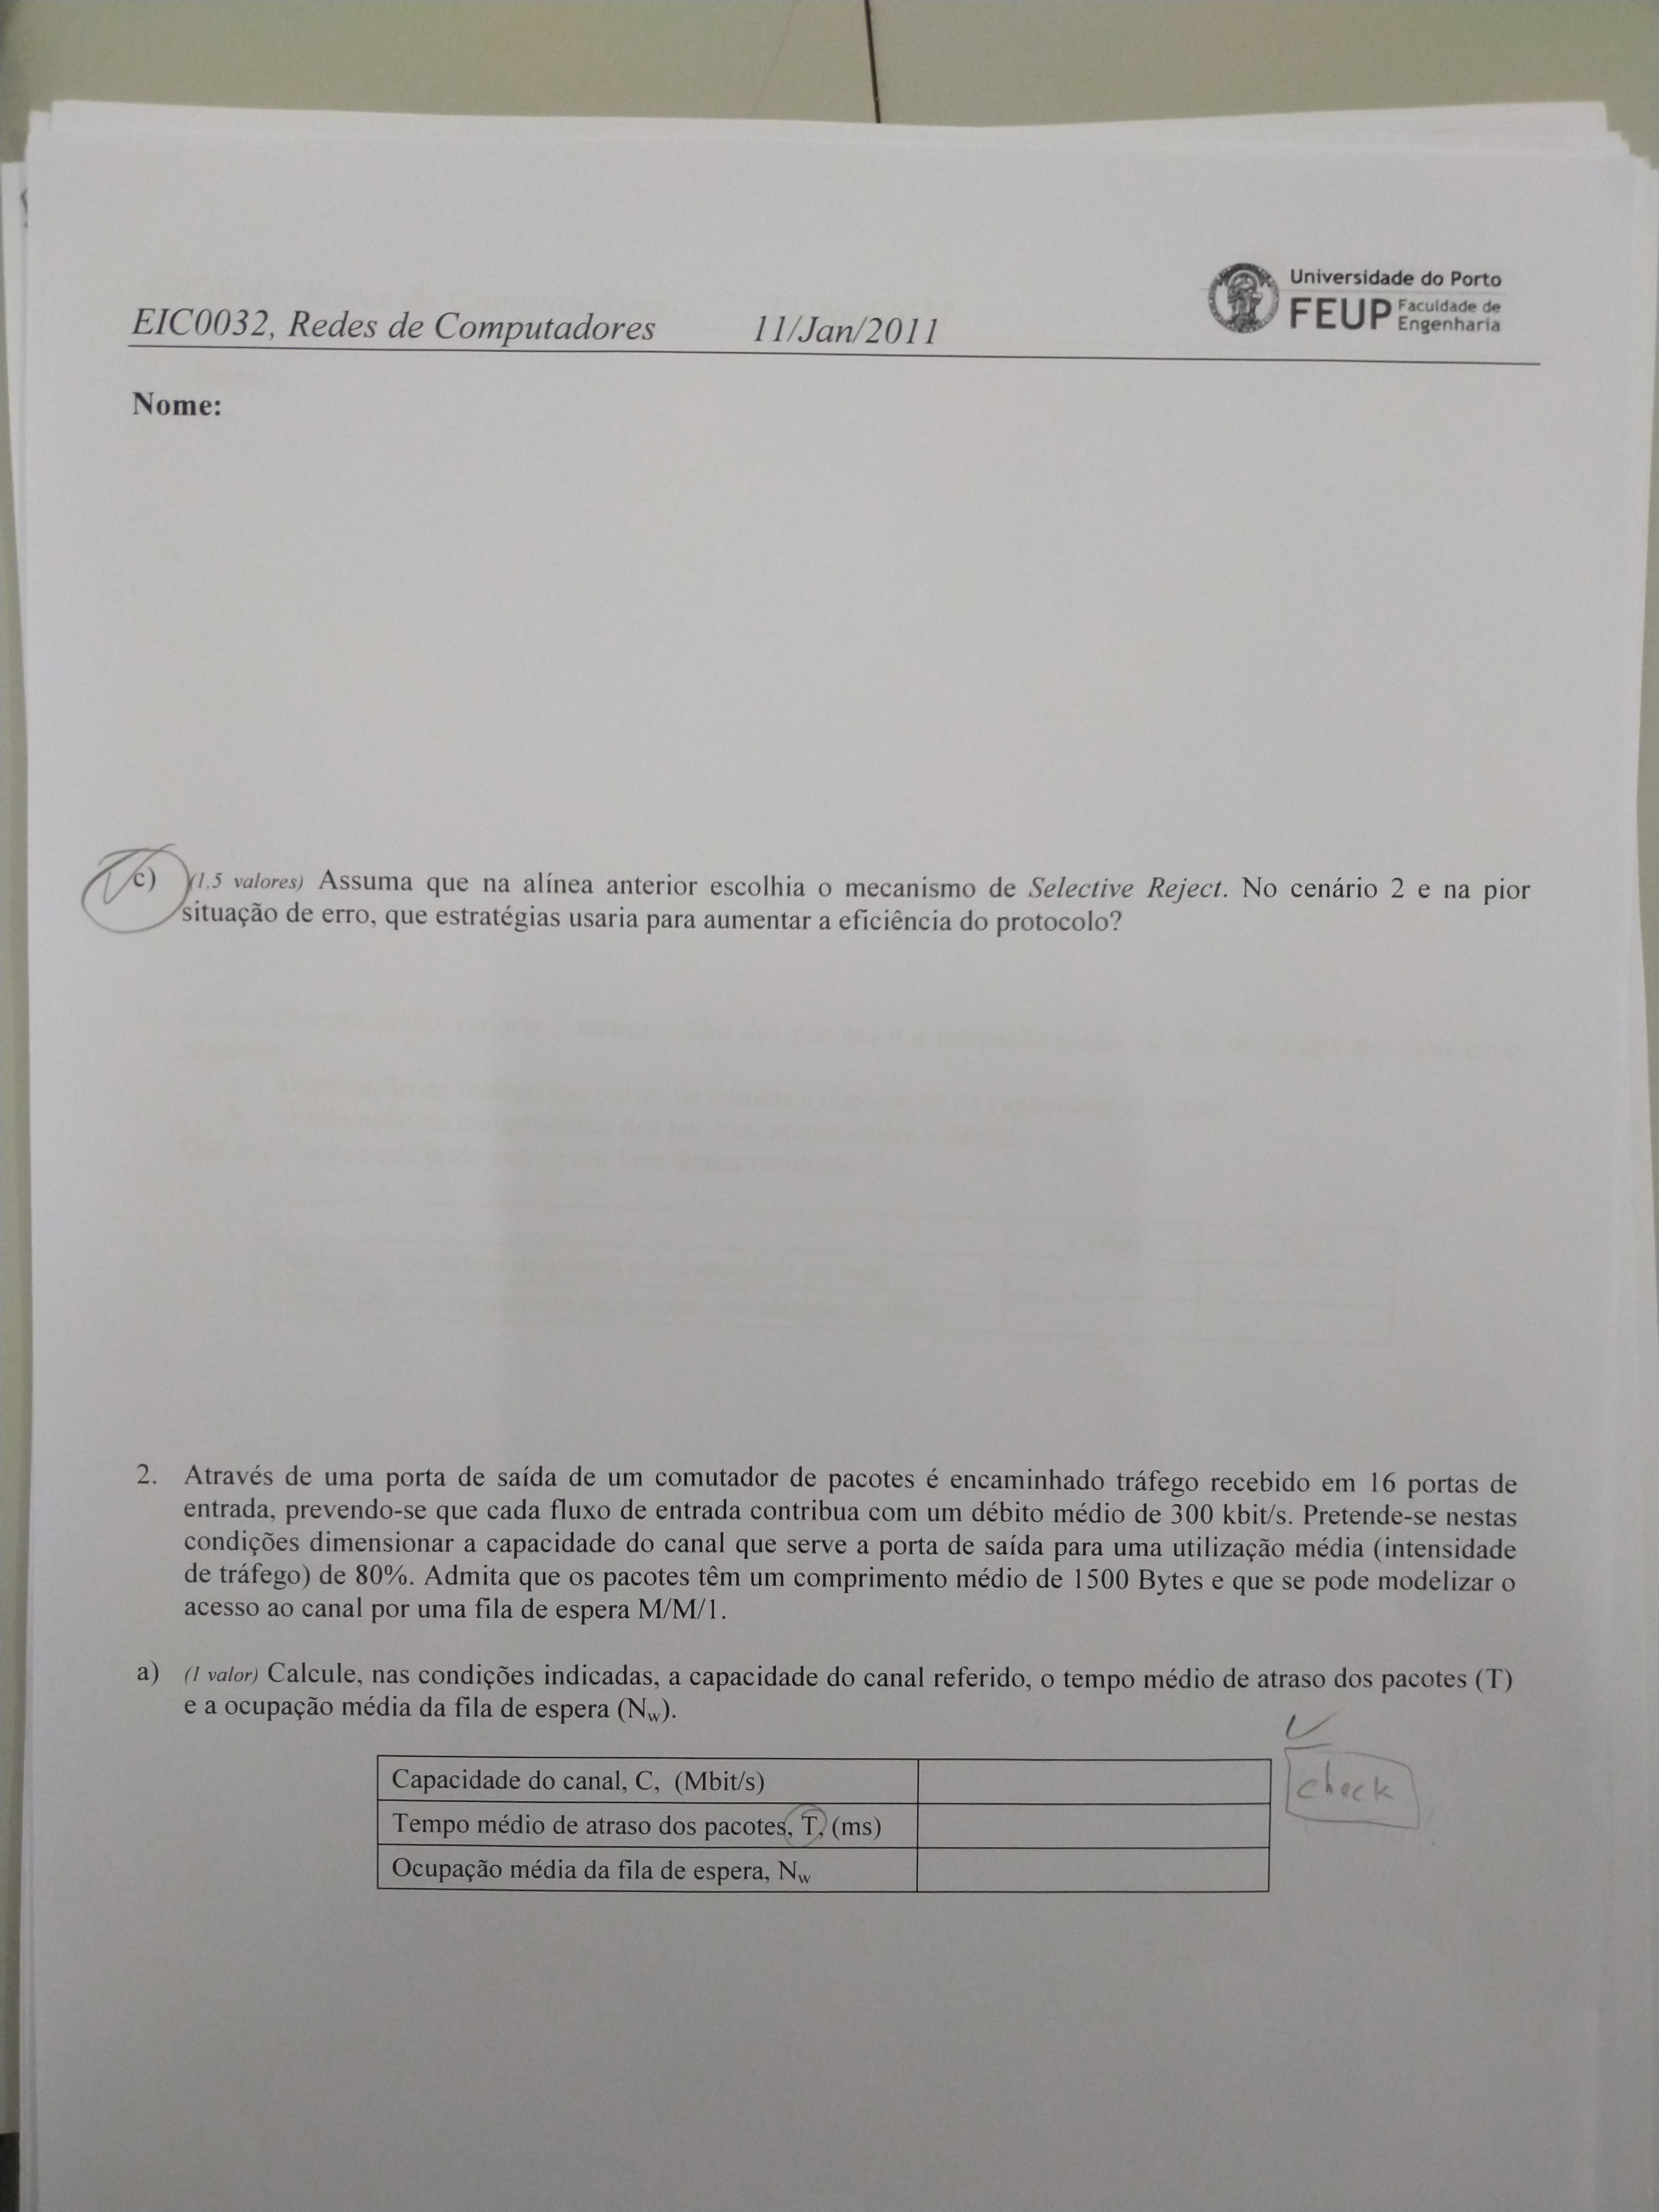 EIC0032, Redes de Computadores 11/Jan/2011
Universidade do Porto
FEUP Faculdade de Engenharia
Nome:
c) (1.5 valores) Assuma que na alínea anterior escolhia o mecanismo de Selective Reject. No cenário 2 e na pior
situação de erro, que estratégias usaria para aumentar a eficiência do protocolo?
2. Através de uma porta de saída de um comutador de pacotes é encaminhado tráfego recebido em 16 portas de
entrada, prevendo-se que cada fluxo de entrada contribua com um débito médio de 300 kbit/s. Pretende-se nestas
condições dimensionar a capacidade do canal que serve a porta de saída para uma utilização média (intensidade
de tráfego) de 80%. Admita que os pacotes têm um comprimento médio de 1500 Bytes e que se pode modelizar o
acesso ao canal por uma fila de espera M/M/1.
a) (1 valor) Calcule, nas condições indicadas, a capacidade do canal referido, o tempo médio de atraso dos pacotes (T)
e a ocupação média da fila de espera (Nw).
Capacidade do canal, C, (Mbit/s)
check
Tempo médio de atraso dos pacotes, T, (ms)
Ocupação média da fila de espera, Nw